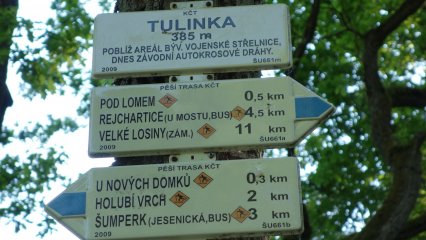 KČT
TULINKA
385 m
POBLÍŽ AREÁL BÝV. VOJENSKÉ STŘELNICE,
DNES ZÁVODNÍ AUTOKROSOVÉ DRÁHY.
2009 ŠU661m
PĚŠÍ TRASA KČT
POD LOMEM 0,5 km
REJCHARTICE (U MOSTU,BUS) 4,5 km
VELKÉ LOSINY (ZÁM.) 11 km
2009 ŠU661a
PĚŠÍ TRASA KČT
U NOVÝCH DOMKŮ 0,3 km
HOLUBÍ VRCH 2 km
ŠUMPERK (JESENICKÁ,BUS) 3 km
2009 ŠU661b